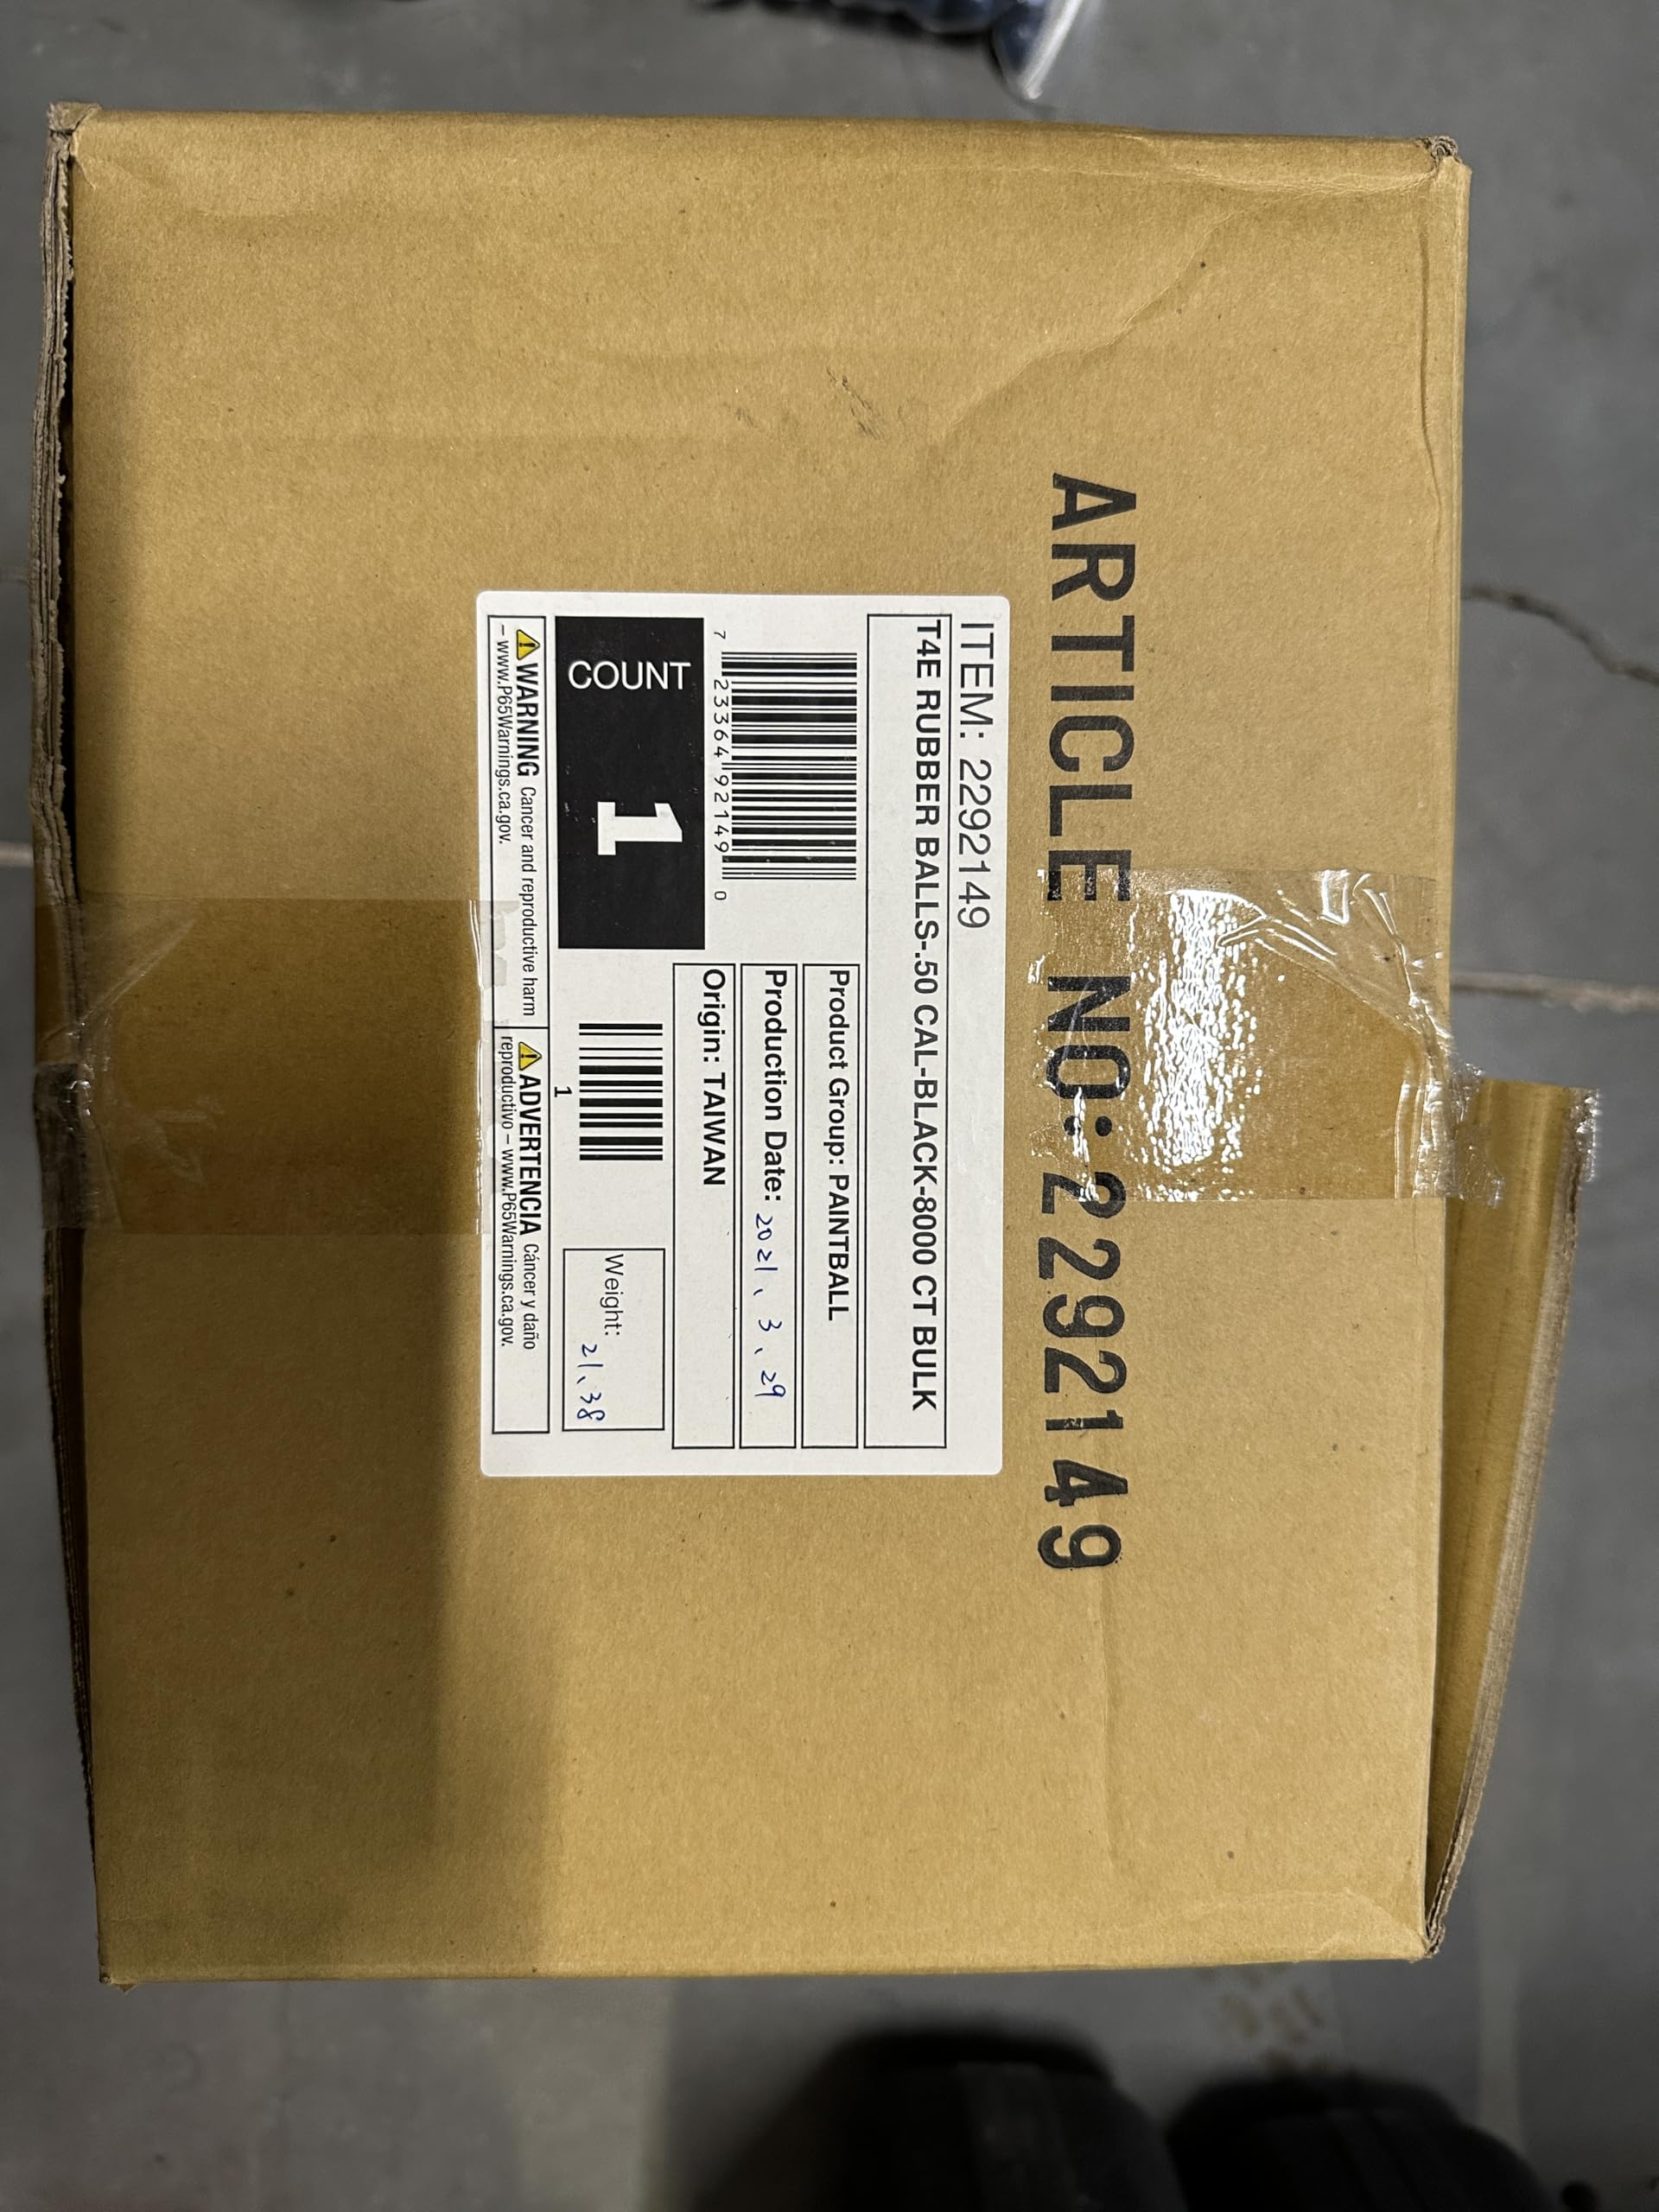 ARTICLE NO:2292149
ITEM: 2292149
T4E RUBBER BALLS-.50 CAL-BLACK-8000 CT BULK
7 23364 92149 0
Product Group: PAINTBALL
Production Date: 2021、3、29
Origin: TAIWAN
COUNT 1
1
Weight: 21、38
⚠WARNING Cancer and reproductive harm
– www.P65Warnings.ca.gov.
⚠ADVERTENCIA Cáncer y daño
reproductivo – www.P65Warnings.ca.gov.